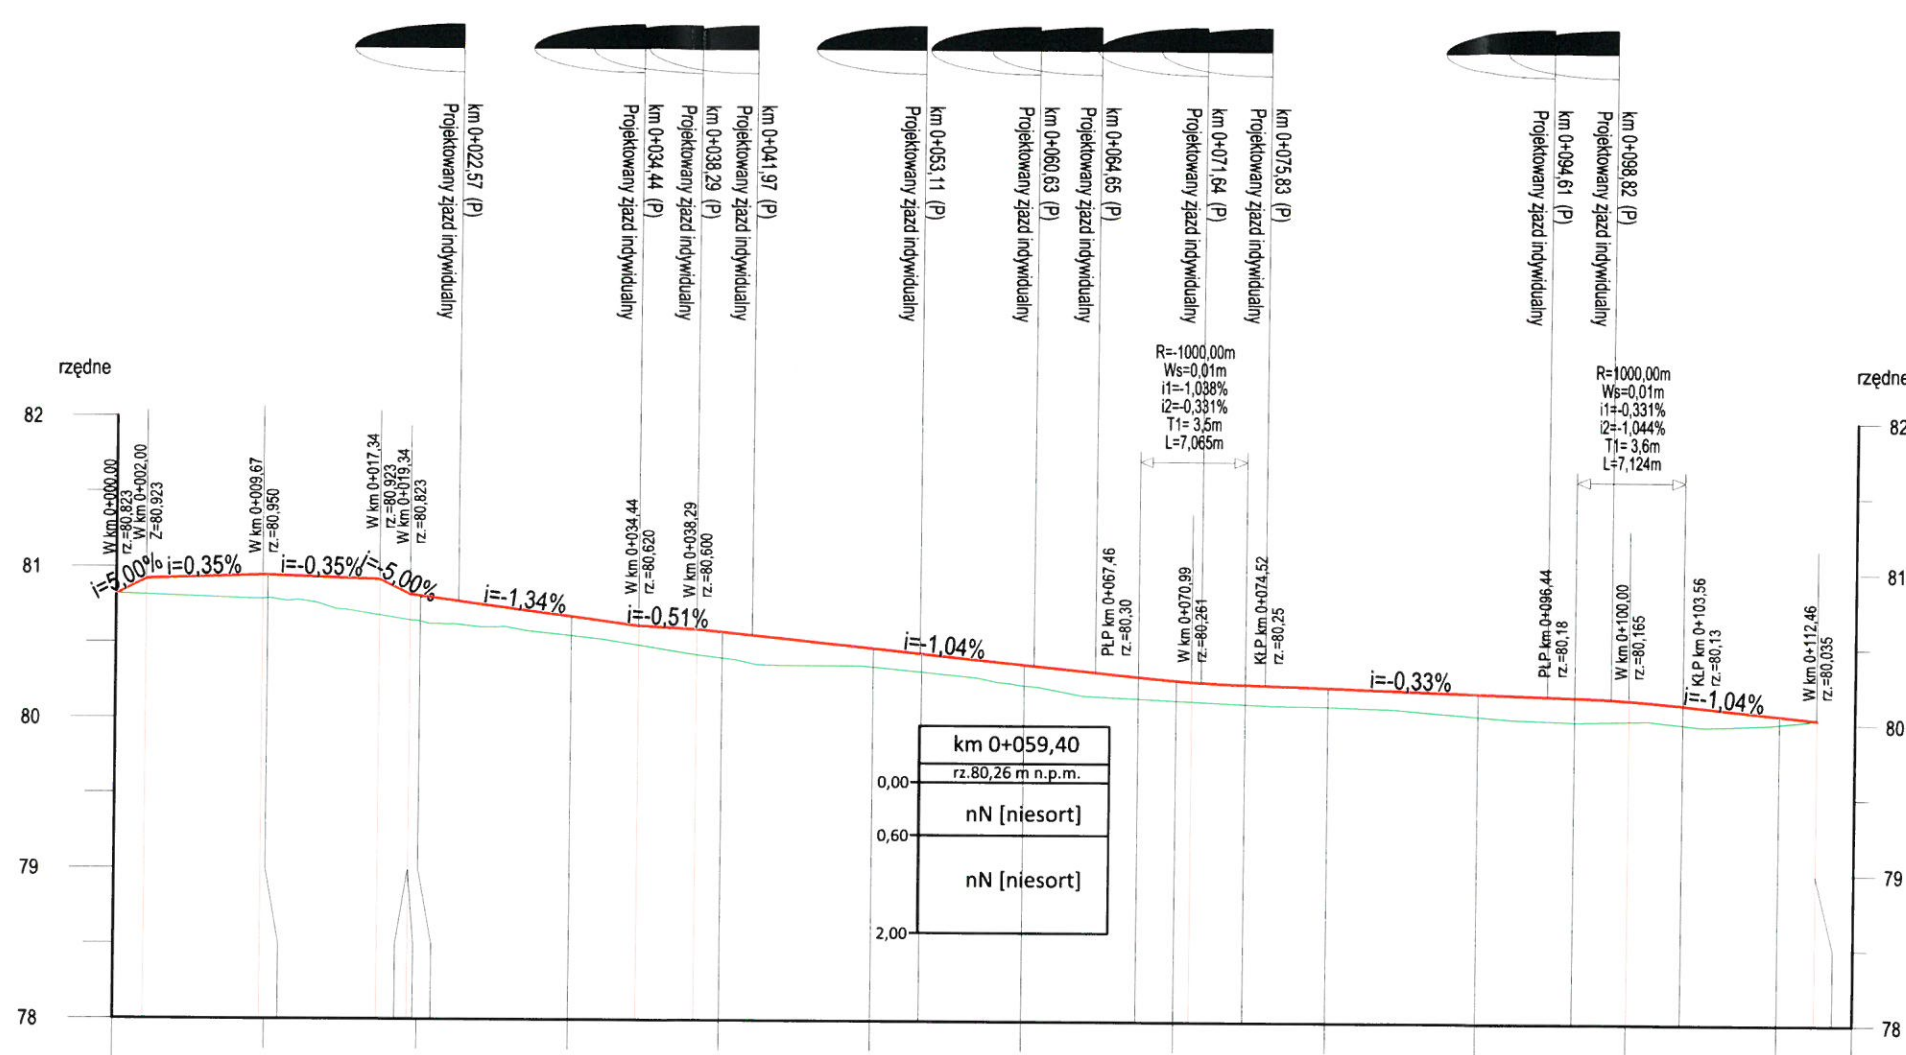 km 0+022,57 (P)
Projektowany zjazd indywidualny
km 0+034,44 (P)
Projektowany zjazd indywidualny
km 0+038,29 (P)
Projektowany zjazd indywidualny
km 0+041,97 (P)
Projektowany zjazd indywidualny
km 0+053,11 (P)
Projektowany zjazd indywidualny
km 0+060,63 (P)
Projektowany zjazd indywidualny
km 0+064,65 (P)
Projektowany zjazd indywidualny
km 0+071,64 (P)
Projektowany zjazd indywidualny
km 0+075,83 (P)
Projektowany zjazd indywidualny
km 0+094,61 (P)
Projektowany zjazd indywidualny
km 0+098,82 (P)
Projektowany zjazd indywidualny
R=-1000,00m
Ws=0,01m
i1=-1,038%
i2=-0,331%
T1= 3,5m
L=7,065m
R=1000,00m
Ws=0,01m
i1=-0,331%
i2=-1,044%
T1= 3,6m
L=7,124m
rzędne
82
81
80
79
78
rzędne
82
81
80
79
78
W km 0+000,00
rz.=80,823
W km 0+002,00
Z=80,923
W km 0+009,67
rz.=80,950
W km 0+017,34
rz.=80,923
W km 0+019,34
rz.=80,823
W km 0+034,44
rz.=80,620
W km 0+038,29
rz.=80,600
PŁP km 0+067,46
rz.=80,30
W km 0+070,99
rz.=80,261
KŁP km 0+074,52
rz.=80,25
PŁP km 0+096,44
rz.=80,18
W km 0+100,00
rz.=80,165
KŁP km 0+103,56
rz.=80,13
W km 0+112,46
rz.=80,035
i=5,00%
i=0,35%
i=-0,35%
i=-5,00%
i=-1,34%
i=-0,51%
i=-1,04%
i=-0,33%
i=-1,04%
km 0+059,40
rz.80,26 m n.p.m.
0,00
nN [niesort]
0,60
nN [niesort]
2,00